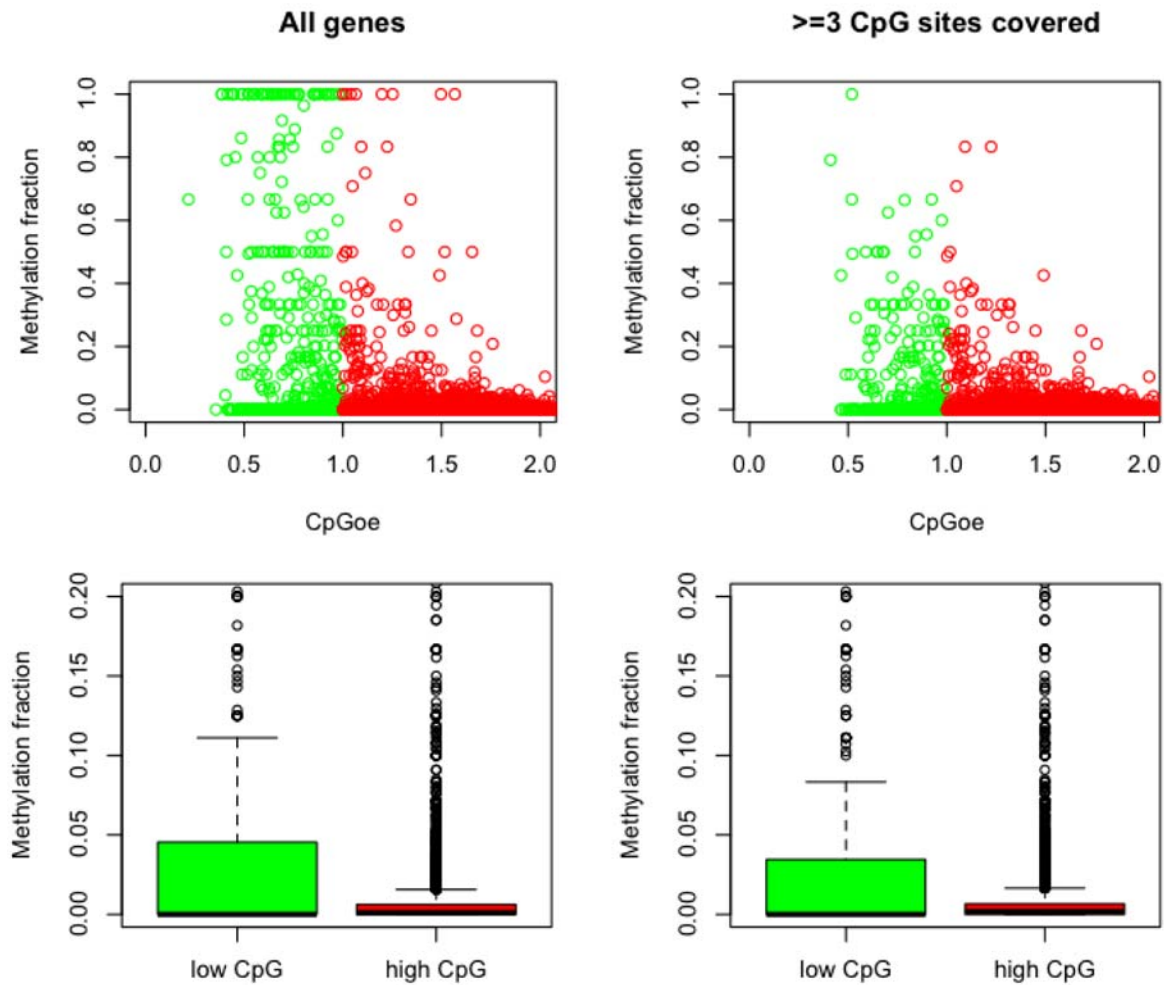 All genes
>=3 CpG sites covered
Methylation fraction
0.0 0.2 0.4 0.6 0.8 1.0
0.0 0.5 1.0 1.5 2.0
CpGoe
Methylation fraction
0.0 0.2 0.4 0.6 0.8 1.0
0.0 0.5 1.0 1.5 2.0
CpGoe
Methylation fraction
0.00 0.05 0.10 0.15 0.20
low CpG high CpG
Methylation fraction
0.00 0.05 0.10 0.15 0.20
low CpG high CpG